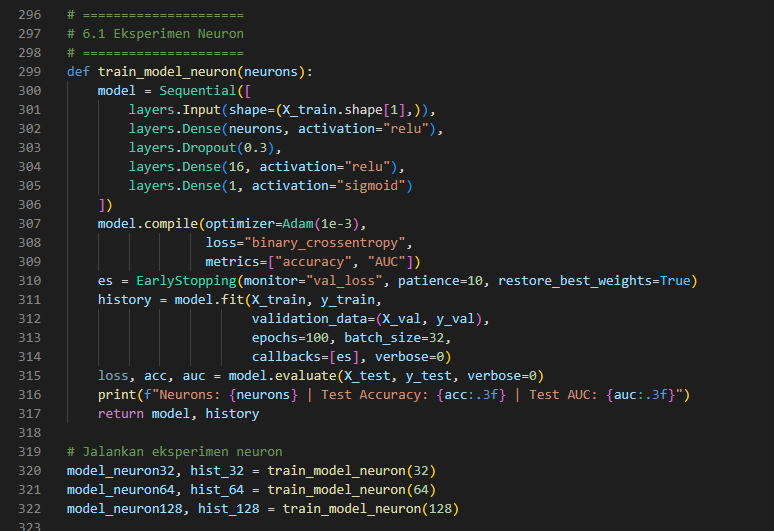 296 # =====================
297 # 6.1 Eksperimen Neuron
298 # =====================
299 def train_model_neuron(neurons):
300     model = Sequential([
301         layers.Input(shape=(X_train.shape[1],)),
302         layers.Dense(neurons, activation="relu"),
303         layers.Dropout(0.3),
304         layers.Dense(16, activation="relu"),
305         layers.Dense(1, activation="sigmoid")
306     ])
307     model.compile(optimizer=Adam(1e-3),
308                   loss="binary_crossentropy",
309                   metrics=["accuracy", "AUC"])
310     es = EarlyStopping(monitor="val_loss", patience=10, restore_best_weights=True)
311     history = model.fit(X_train, y_train,
312                         validation_data=(X_val, y_val),
313                         epochs=100, batch_size=32,
314                         callbacks=[es], verbose=0)
315     loss, acc, auc = model.evaluate(X_test, y_test, verbose=0)
316     print(f"Neurons: {neurons} | Test Accuracy: {acc:.3f} | Test AUC: {auc:.3f}")
317     return model, history
318
319 # Jalankan eksperimen neuron
320 model_neuron32, hist_32 = train_model_neuron(32)
321 model_neuron64, hist_64 = train_model_neuron(64)
322 model_neuron128, hist_128 = train_model_neuron(128)
323